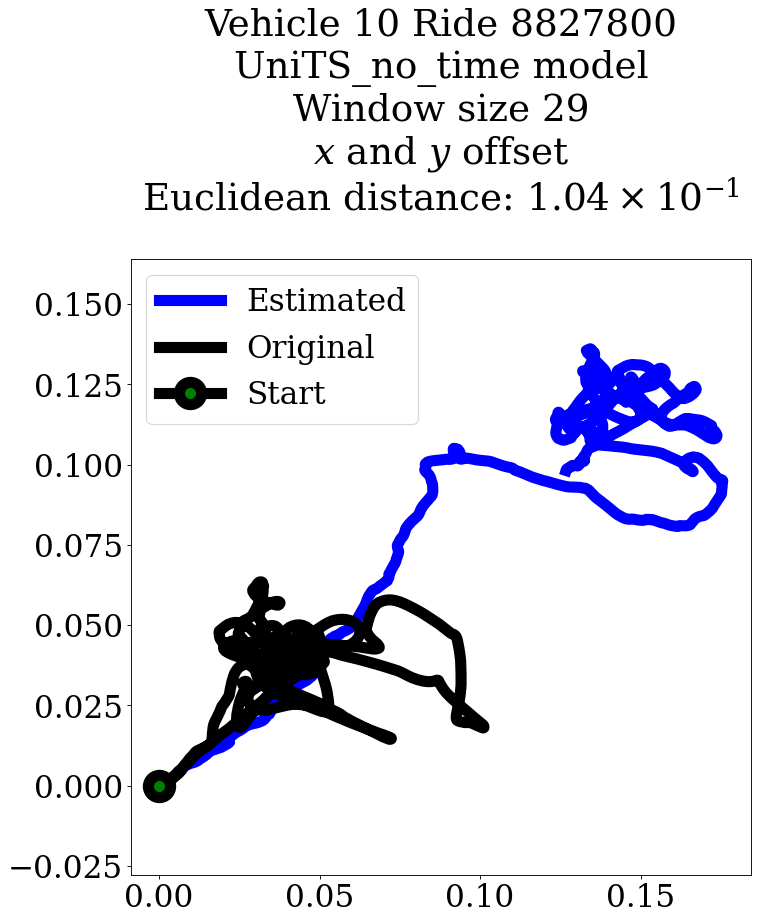 Vehicle 10 Ride 8827800
UniTS_no_time model
Window size 29
x and y offset
Euclidean distance: 1.04 × 10⁻¹
Estimated
Original
Start
0.150
0.125
0.100
0.075
0.050
0.025
0.000
−0.025
0.00 0.05 0.10 0.15